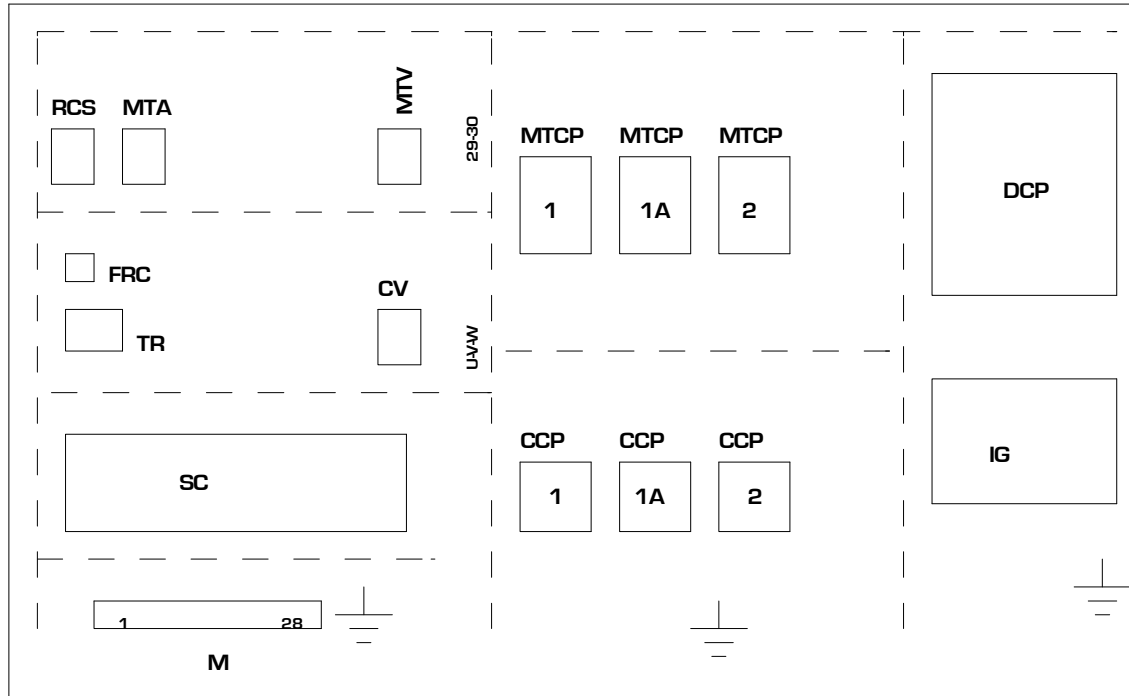 RCS MTA MTV
29-30
MTCP MTCP MTCP
1 1A 2
DCP
FRC
CV
TR
U-V-W
CCP CCP CCP
1 1A 2
IG
SC
1 28
M